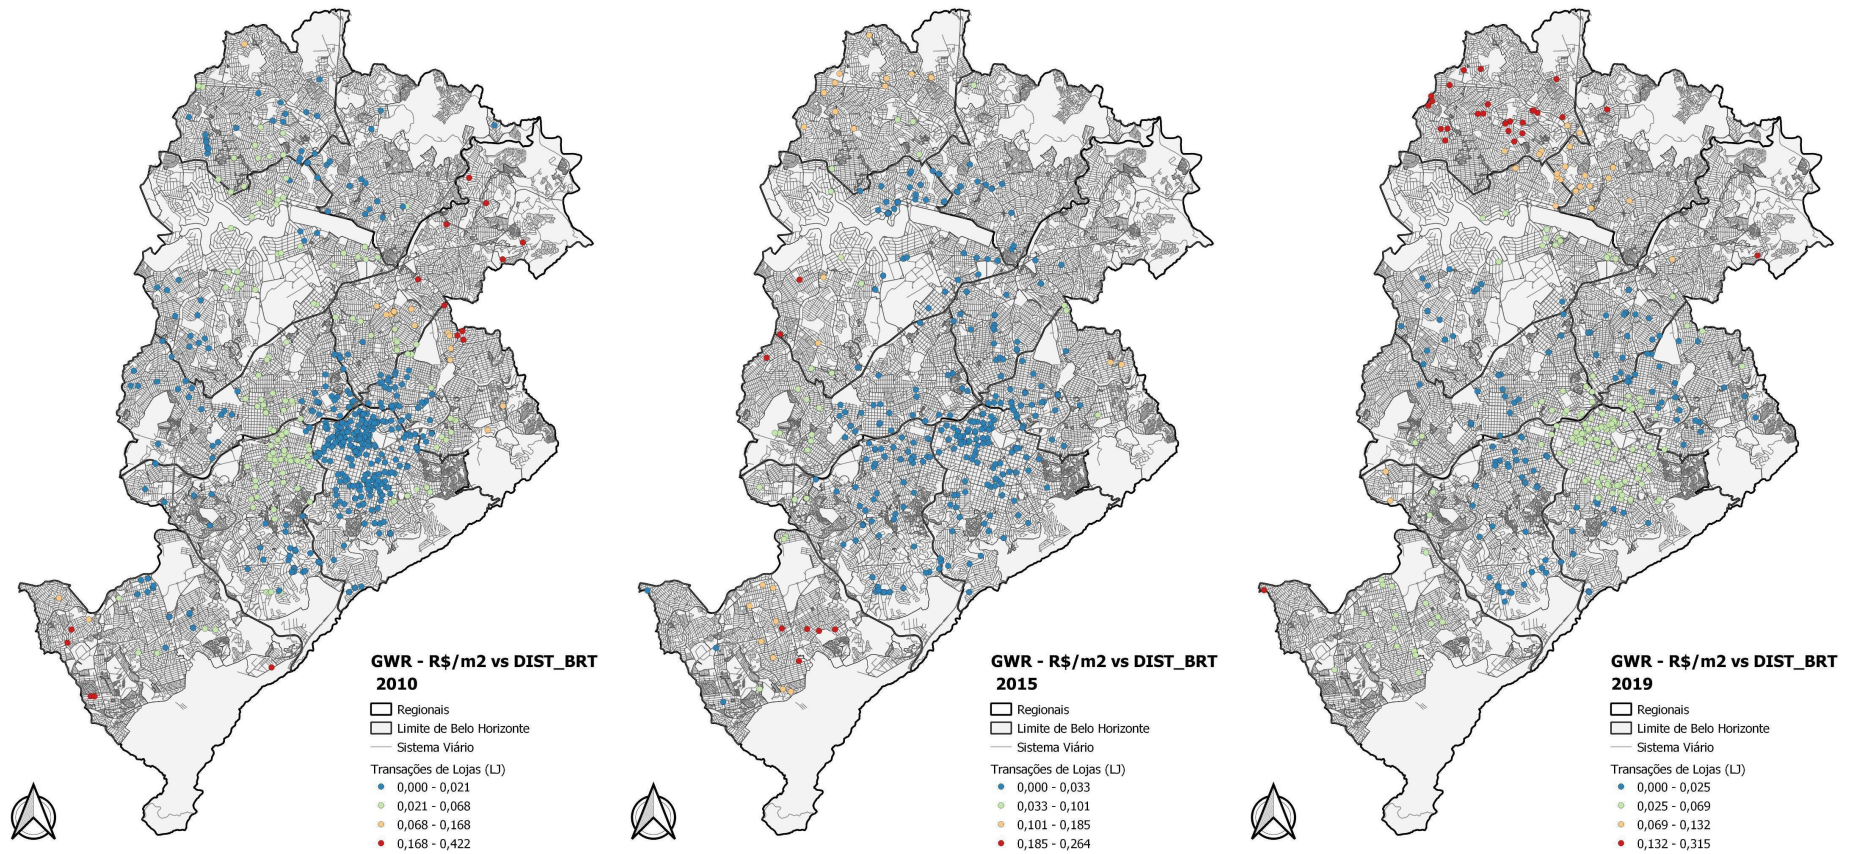 GWR - R$/m2 vs DIST_BRT
2010
Regionais
Limite de Belo Horizonte
Sistema Viário
Transações de Lojas (LJ)
0,000 - 0,021
0,021 - 0,068
0,068 - 0,168
0,168 - 0,422
GWR - R$/m2 vs DIST_BRT
2015
Regionais
Limite de Belo Horizonte
Sistema Viário
Transações de Lojas (LJ)
0,000 - 0,033
0,033 - 0,101
0,101 - 0,185
0,185 - 0,264
GWR - R$/m2 vs DIST_BRT
2019
Regionais
Limite de Belo Horizonte
Sistema Viário
Transações de Lojas (LJ)
0,000 - 0,025
0,025 - 0,069
0,069 - 0,132
0,132 - 0,315